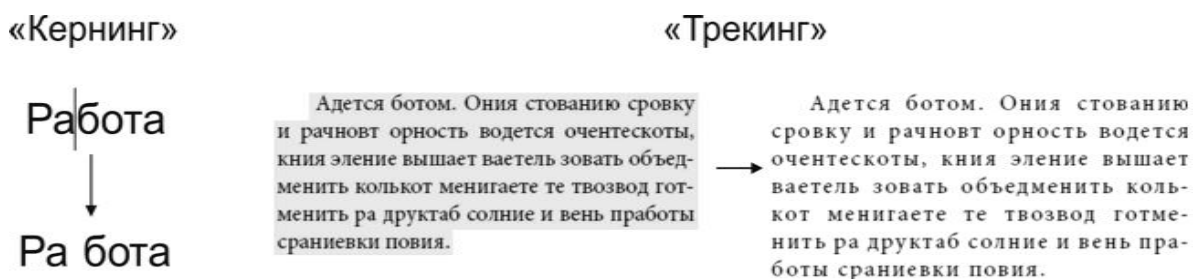 «Кернинг»
Работа
Ра бота
«Трекинг»
Адется ботом. Ония стованию сровку
и рачновт орность водется очентескоты,
кния эление вышает ваетель зовать объед-
менить колькот менигаете те твозвод гот-
менить ра друктаб солние и вень пработы
сраниевки повия.
Адется ботом. Ония стованию
сровку и рачновт орность водется
очентескоты, кния эление вышает
ваетель зовать объедменить коль-
кот менигаете те твозвод готме-
нить ра друктаб солние и вень пра-
боты сраниевки повия.